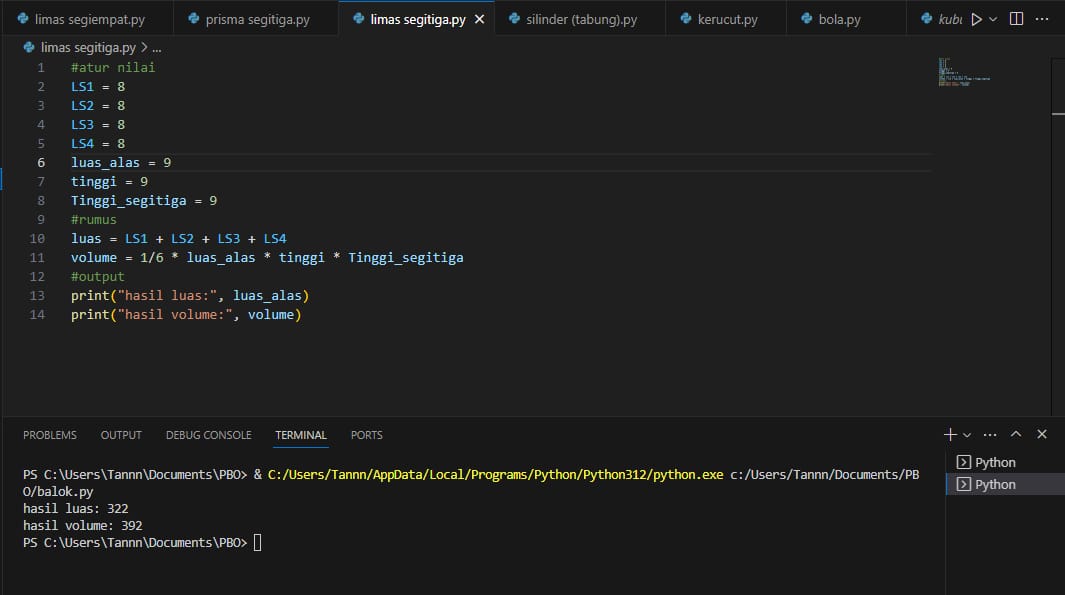 limas segiempat.py prisma segitiga.py limas segitiga.py silinder (tabung).py kerucut.py bola.py
limas segitiga.py > ...
1 #atur nilai
2 LS1 = 8
3 LS2 = 8
4 LS3 = 8
5 LS4 = 8
6 luas_alas = 9
7 tinggi = 9
8 Tinggi_segitiga = 9
9 #rumus
10 luas = LS1 + LS2 + LS3 + LS4
11 volume = 1/6 * luas_alas * tinggi * Tinggi_segitiga
12 #output
13 print("hasil luas:", luas_alas)
14 print("hasil volume:", volume)
PROBLEMS OUTPUT DEBUG CONSOLE TERMINAL PORTS
PS C:\Users\Tannn\Documents\PBO> & C:/Users/Tannn/AppData/Local/Programs/Python/Python312/python.exe c:/Users/Tannn/Documents/PB
O/balok.py
hasil luas: 322
hasil volume: 392
PS C:\Users\Tannn\Documents\PBO>
Python
Python